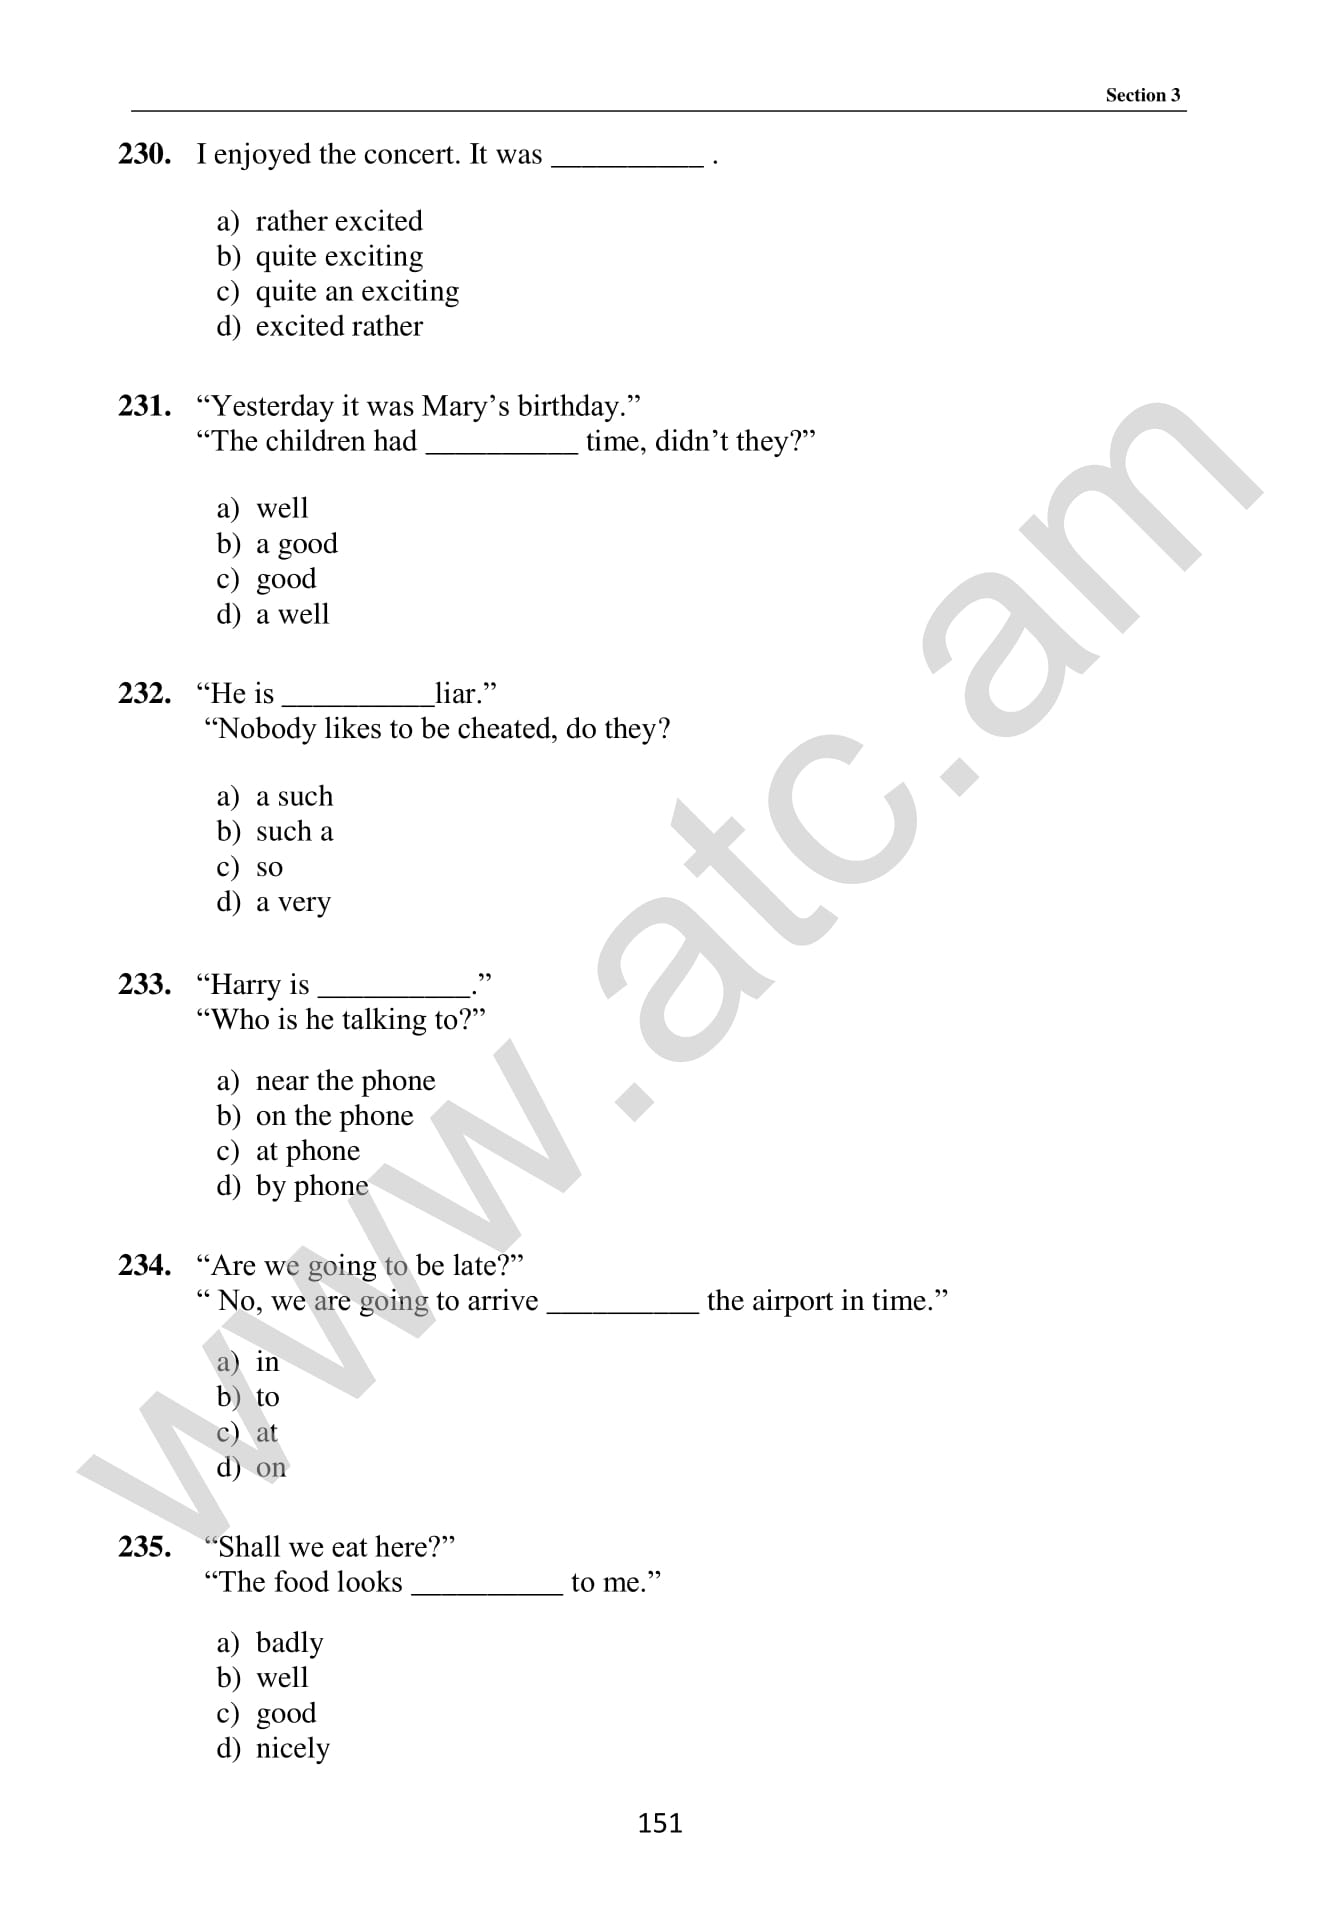 Section 3
230. I enjoyed the concert. It was __________ .
a) rather excited
b) quite exciting
c) quite an exciting
d) excited rather
231. “Yesterday it was Mary’s birthday.”
“The children had __________ time, didn’t they?”
a) well
b) a good
c) good
d) a well
232. “He is __________liar.”
“Nobody likes to be cheated, do they?
a) a such
b) such a
c) so
d) a very
233. “Harry is __________.”
“Who is he talking to?”
a) near the phone
b) on the phone
c) at phone
d) by phone
234. “Are we going to be late?”
“ No, we are going to arrive __________ the airport in time.”
a) in
b) to
c) at
d) on
235. “Shall we eat here?”
“The food looks __________ to me.”
a) badly
b) well
c) good
d) nicely
151
www.atc.am